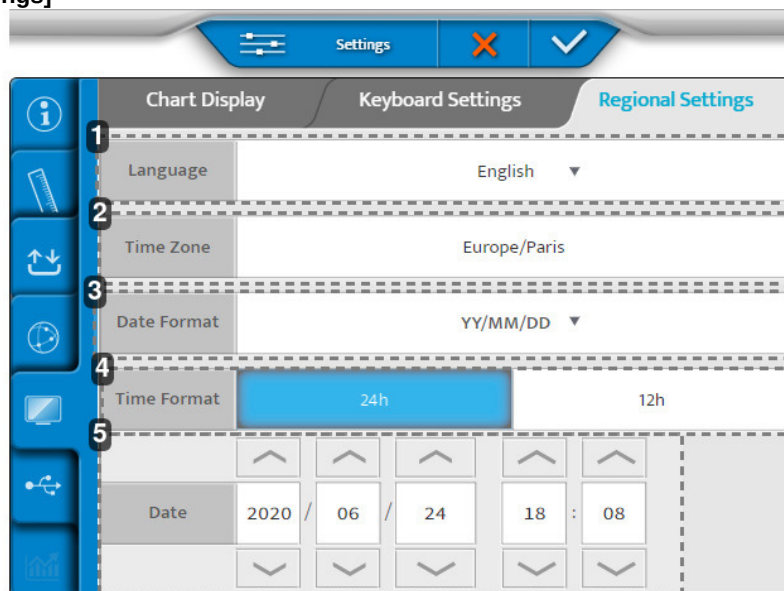 ngs]
Settings
Chart Display Keyboard Settings Regional Settings
1
Language English ▼
2
Time Zone Europe/Paris
3
Date Format YY/MM/DD ▼
4
Time Format 24h 12h
5
Date 2020 / 06 / 24 18 : 08